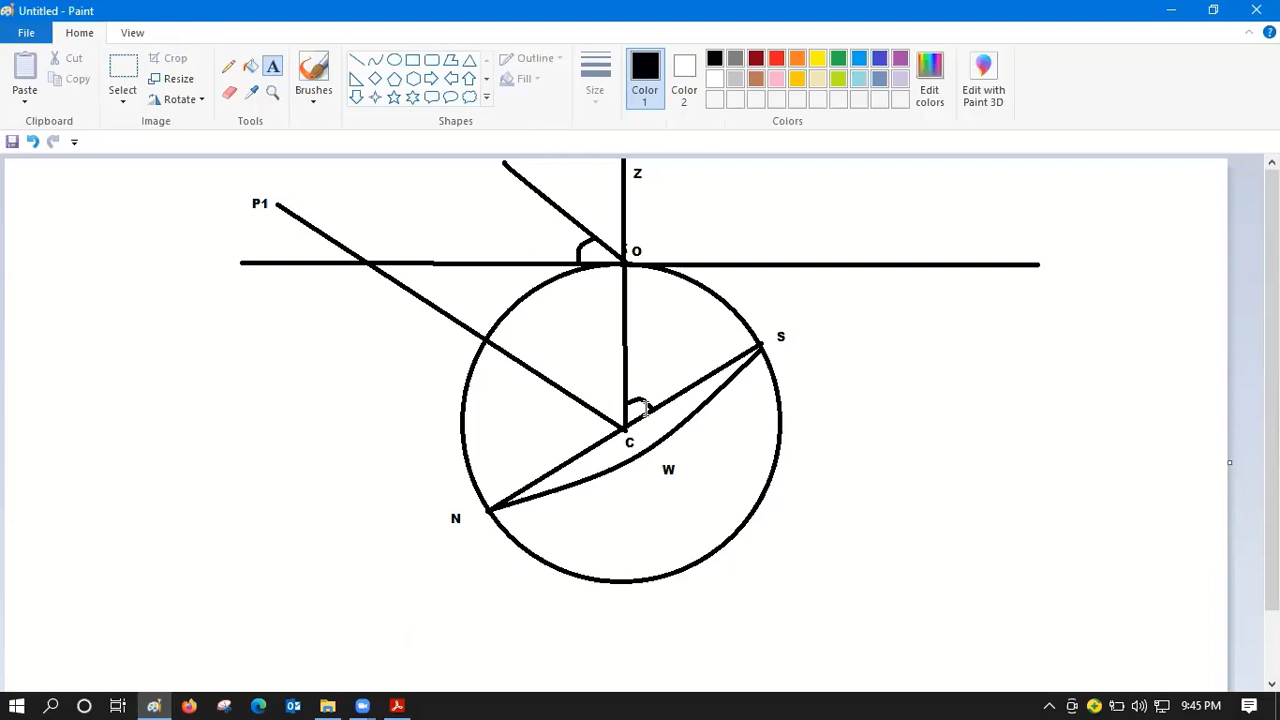 Untitled - Paint
File Home View
Paste
Cut
Copy
Clipboard
Select
Crop
Resize
Rotate
Image
A
Tools
Brushes
Shapes
Outline
Fill
Size
Color 1
Color 2
Edit colors
Colors
Edit with Paint 3D
Z
P1
O
S
C
W
N
9:45 PM